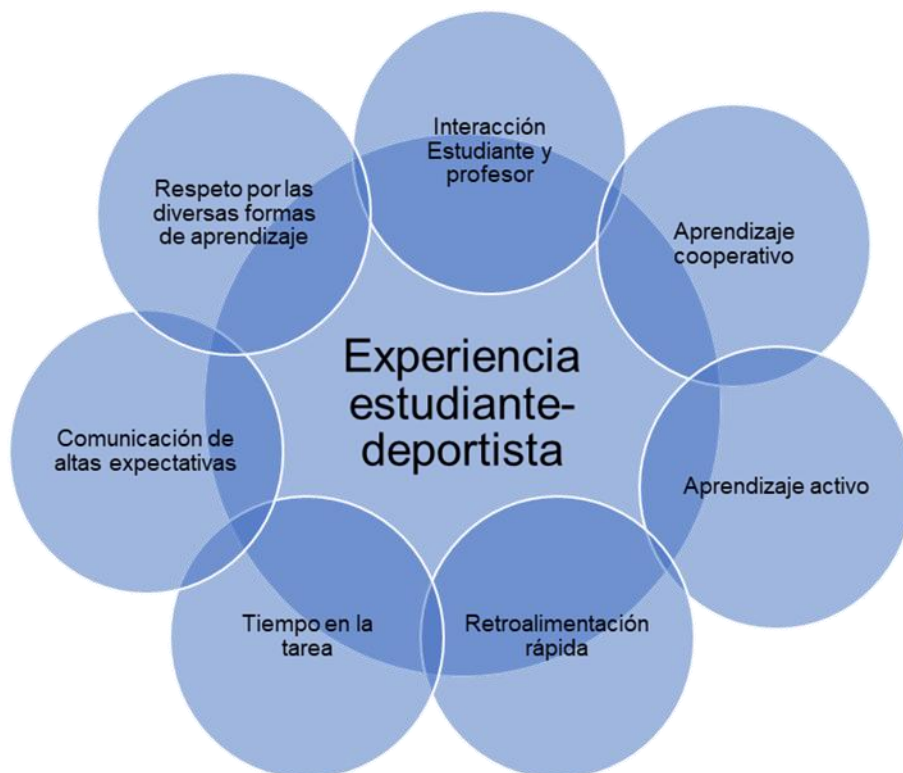 Interacción
Estudiante y
profesor
Aprendizaje
cooperativo
Aprendizaje activo
Retroalimentación
rápida
Tiempo en la
tarea
Comunicación de
altas expectativas
Respeto por las
diversas formas
de aprendizaje
Experiencia
estudiante-
deportista